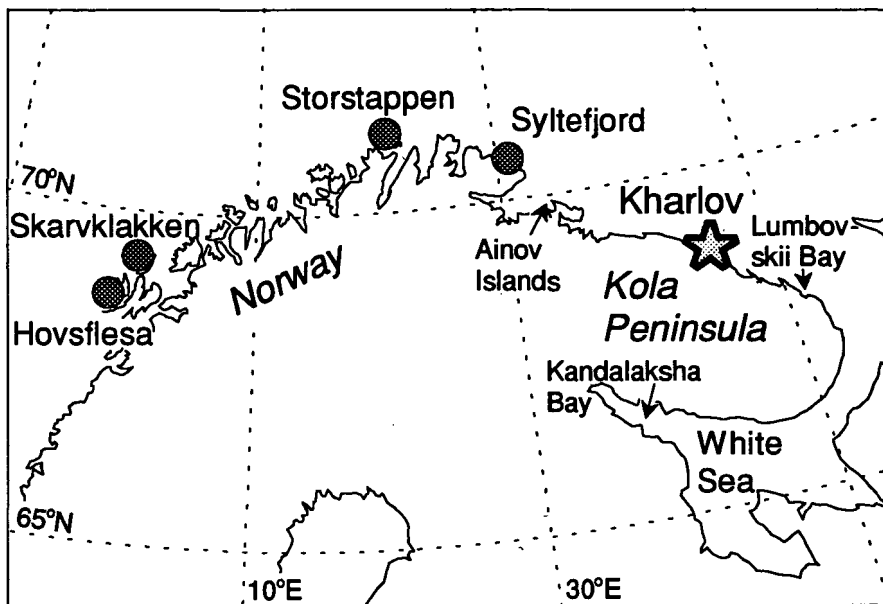 Storstappen
Syltefjord
70°N
Skarvklakken
Kharlov
Lumbov-
skii Bay
Ainov
Islands
Norway
Kola
Peninsula
Hovsflesa
Kandalaksha
Bay
White
Sea
65°N
10°E
30°E